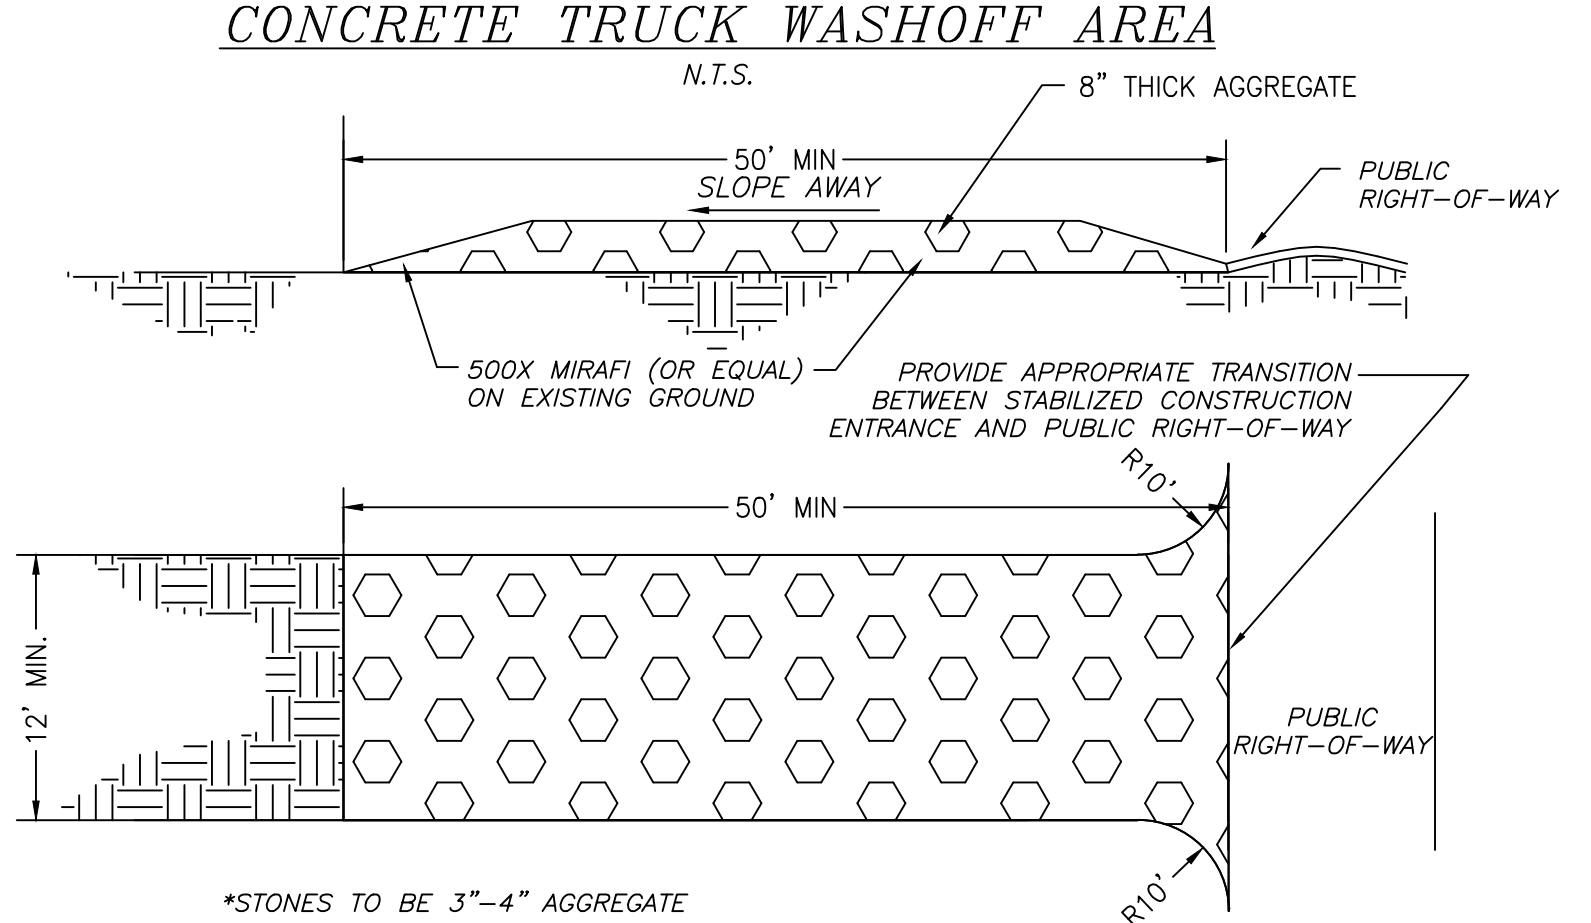 CONCRETE TRUCK WASHOFF AREA
N.T.S.
8” THICK AGGREGATE
50’ MIN
SLOPE AWAY
PUBLIC
RIGHT-OF-WAY
500X MIRAFI (OR EQUAL)
ON EXISTING GROUND
PROVIDE APPROPRIATE TRANSITION
BETWEEN STABILIZED CONSTRUCTION
ENTRANCE AND PUBLIC RIGHT-OF-WAY
R10’
50’ MIN
12’ MIN.
PUBLIC
RIGHT-OF-WAY
R10’
*STONES TO BE 3”-4” AGGREGATE